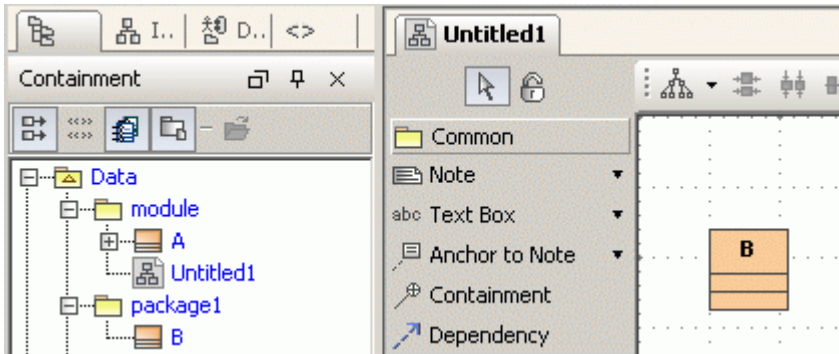 I.. D.. <>
Containment
Data
module
A
Untitled1
package1
B
Untitled1
Common
Note
abc Text Box
Anchor to Note
Containment
Dependency
B